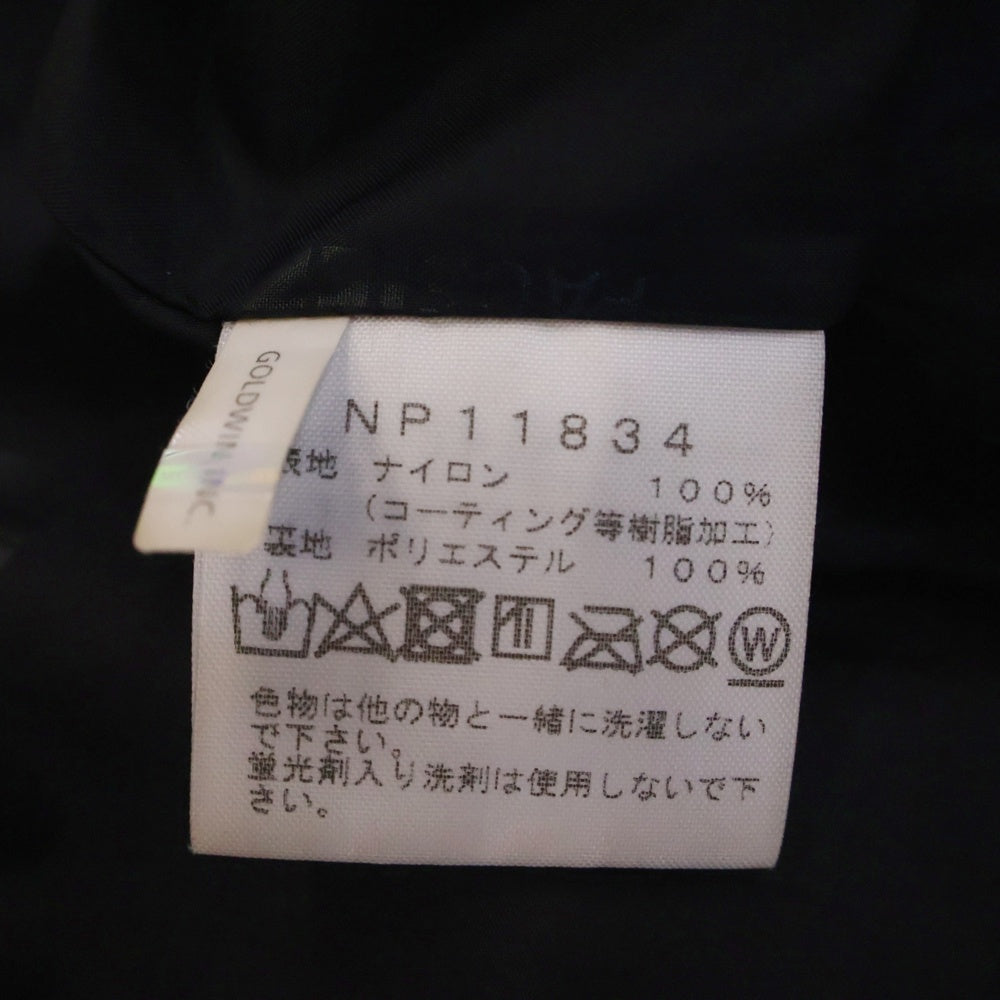 GOLDWIN INC.
NP11834
表地 ナイロン 100%
(コーティング等樹脂加工)
裏地 ポリエステル 100%
W
色物は他の物と一緒に洗濯しない
で下さい。
蛍光剤入り洗剤は使用しないで下
さい。